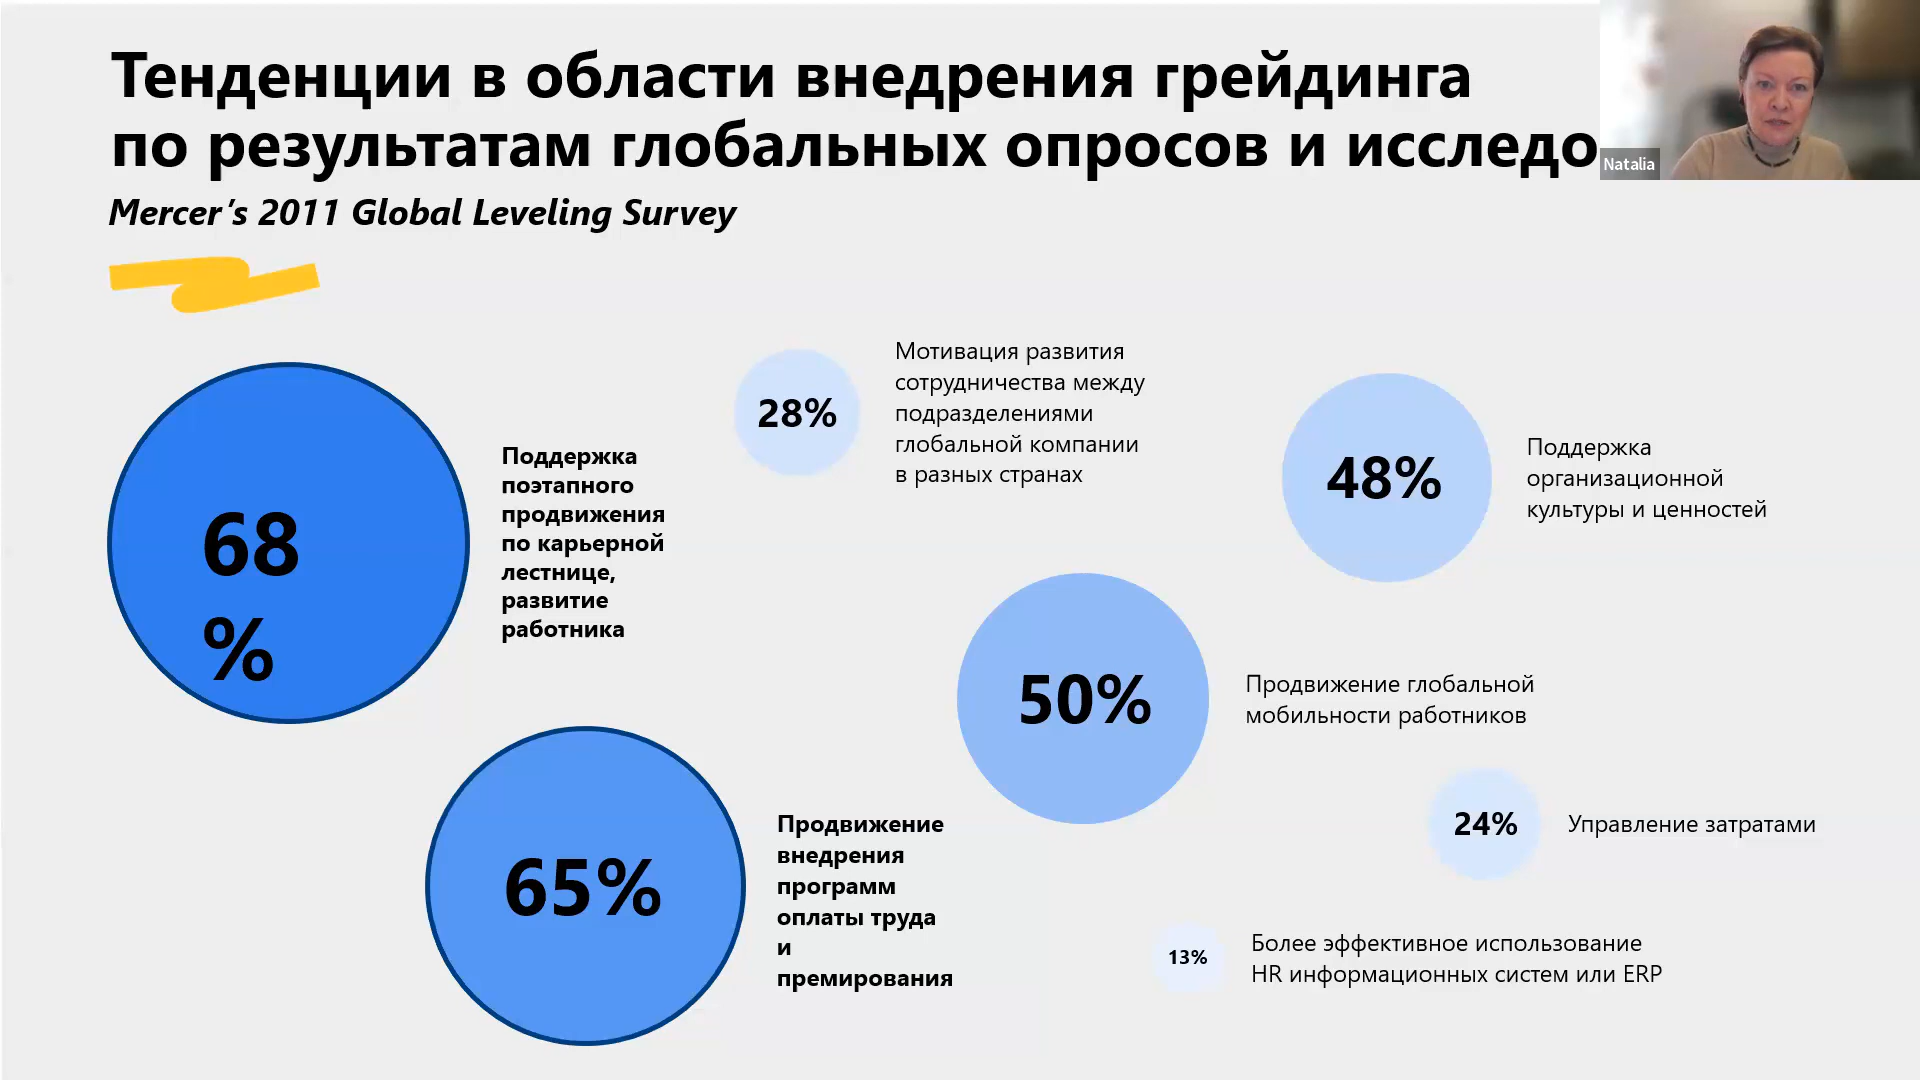 Тенденции в области внедрения грейдинга
по результатам глобальных опросов и исследо
Natalia
Mercer’s 2011 Global Leveling Survey
68
%
Поддержка
поэтапного
продвижения
по карьерной
лестнице,
развитие
работника
28%
Мотивация развития
сотрудничества между
подразделениями
глобальной компании
в разных странах
48%
Поддержка
организационной
культуры и ценностей
50%
Продвижение глобальной
мобильности работников
65%
Продвижение
внедрения
программ
оплаты труда
и
премирования
24%
Управление затратами
13%
Более эффективное использование
HR информационных систем или ERP